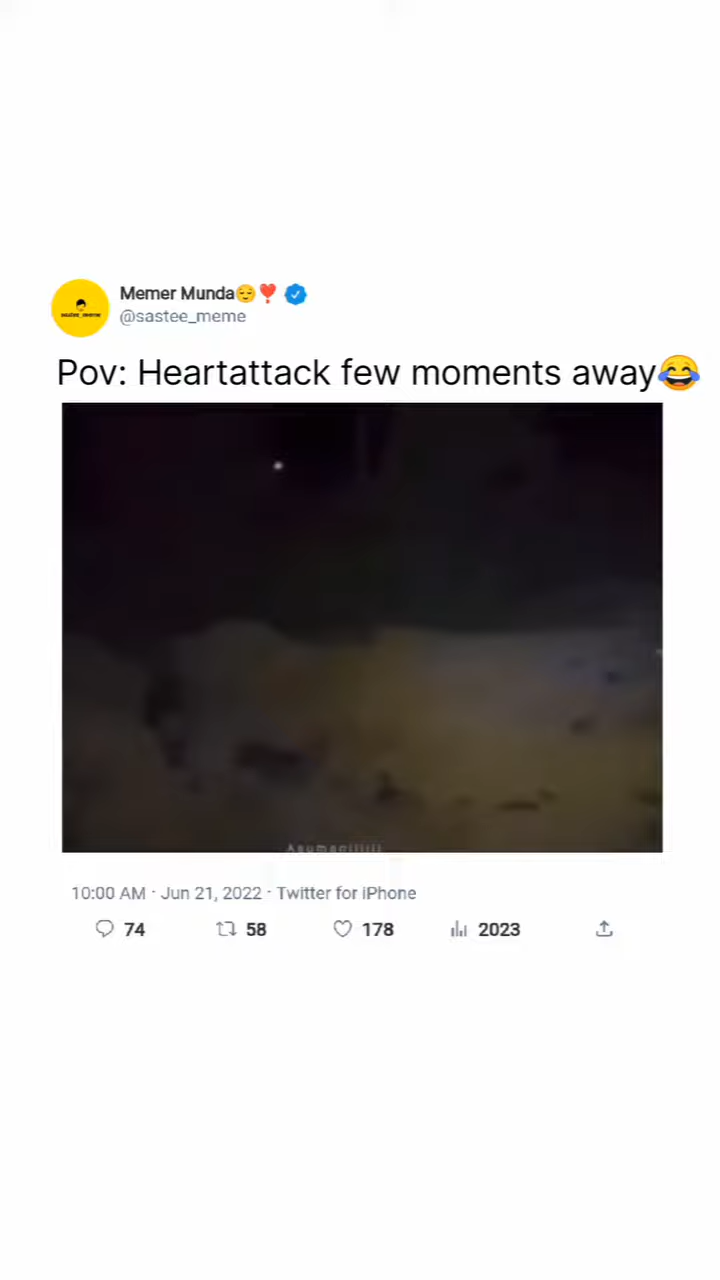 Memer Munda😌❣️
@sastee_meme
Pov: Heartattack few moments away😂
10:00 AM · Jun 21, 2022 · Twitter for iPhone
74 58 178 2023